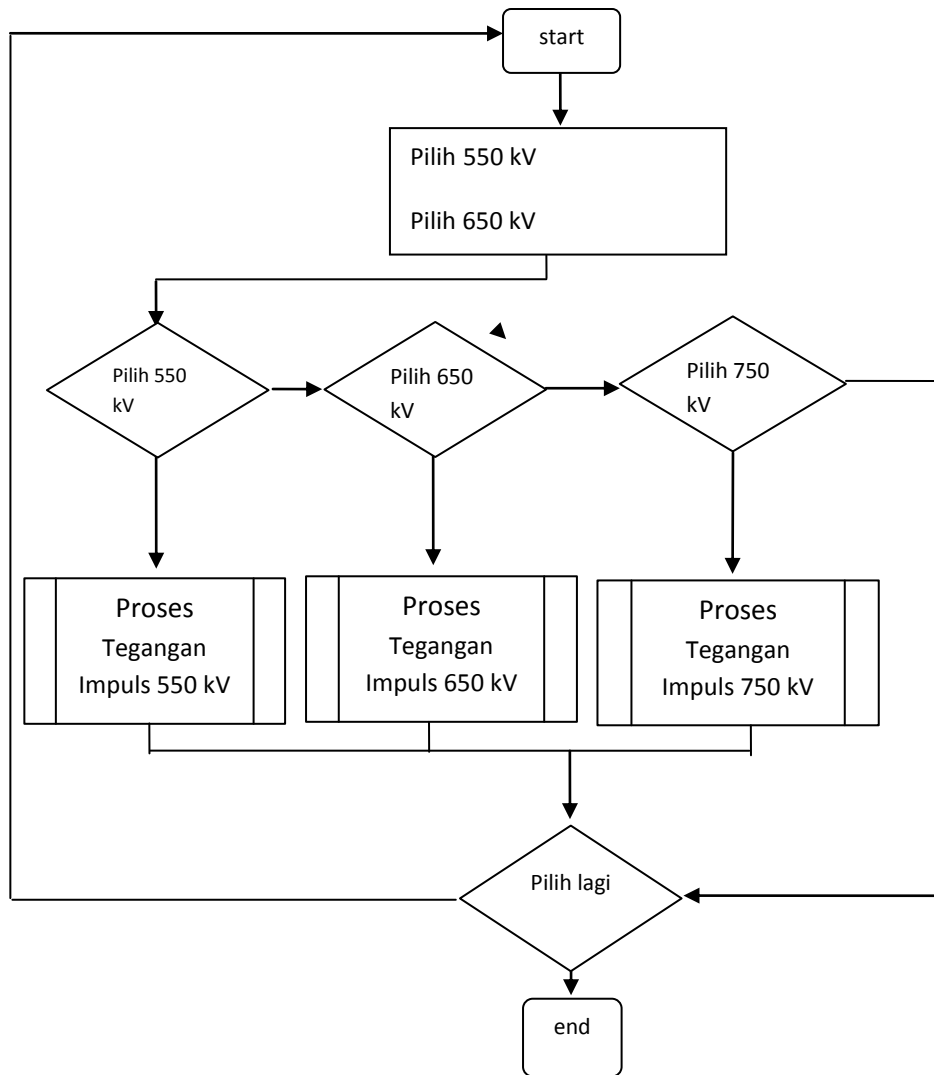 start
Pilih 550 kV
Pilih 650 kV
Pilih 550
kV
Pilih 650
kV
Pilih 750
kV
Proses
Tegangan
Impuls 550 kV
Proses
Tegangan
Impuls 650 kV
Proses
Tegangan
Impuls 750 kV
Pilih lagi
end